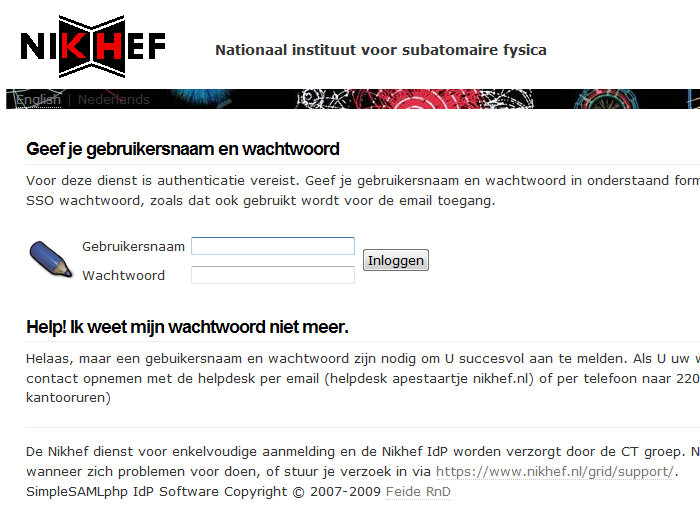 NIKHEF
Nationaal instituut voor subatomaire fysica
English | Nederlands
Geef je gebruikersnaam en wachtwoord
Voor deze dienst is authenticatie vereist. Geef je gebruikersnaam en wachtwoord in onderstaand form
SSO wachtwoord, zoals dat ook gebruikt wordt voor de email toegang.
Gebruikersnaam
Inloggen
Wachtwoord
Help! Ik weet mijn wachtwoord niet meer.
Helaas, maar een gebuikersnaam en wachtwoord zijn nodig om U succesvol aan te melden. Als U uw w
contact opnemen met de helpdesk per email (helpdesk apestaartje nikhef.nl) of per telefoon naar 220
kantooruren)
De Nikhef dienst voor enkelvoudige aanmelding en de Nikhef IdP worden verzorgt door de CT groep. N
wanneer zich problemen voor doen, of stuur je verzoek in via https://www.nikhef.nl/grid/support/.
SimpleSAMLphp IdP Software Copyright © 2007-2009 Feide RnD